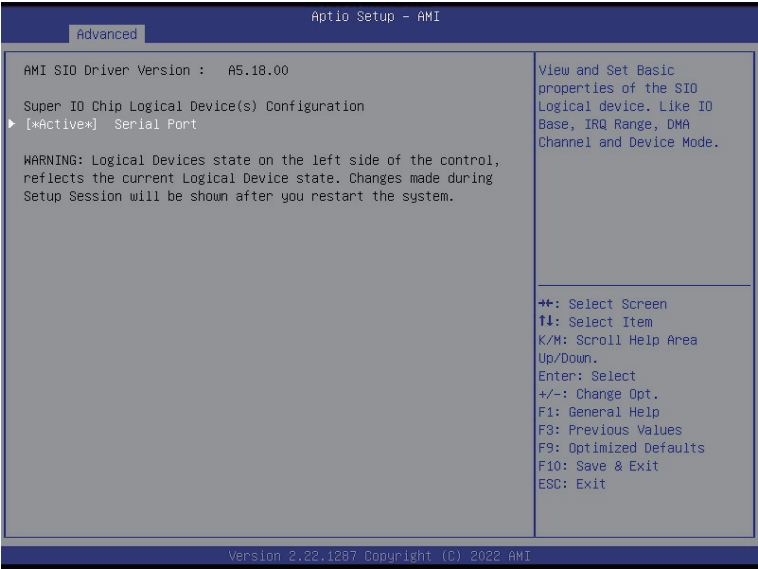 Aptio Setup – AMI
Advanced
AMI SIO Driver Version : A5.18.00
Super IO Chip Logical Device(s) Configuration
[*Active*] Serial Port
WARNING: Logical Devices state on the left side of the control,
reflects the current Logical Device state. Changes made during
Setup Session will be shown after you restart the system.
View and Set Basic
properties of the SIO
Logical device. Like IO
Base, IRQ Range, DMA
Channel and Device Mode.
→←: Select Screen
↑↓: Select Item
K/M: Scroll Help Area
Up/Down.
Enter: Select
+/-: Change Opt.
F1: General Help
F3: Previous Values
F9: Optimized Defaults
F10: Save & Exit
ESC: Exit
Version 2.22.1287 Copyright (C) 2022 AMI